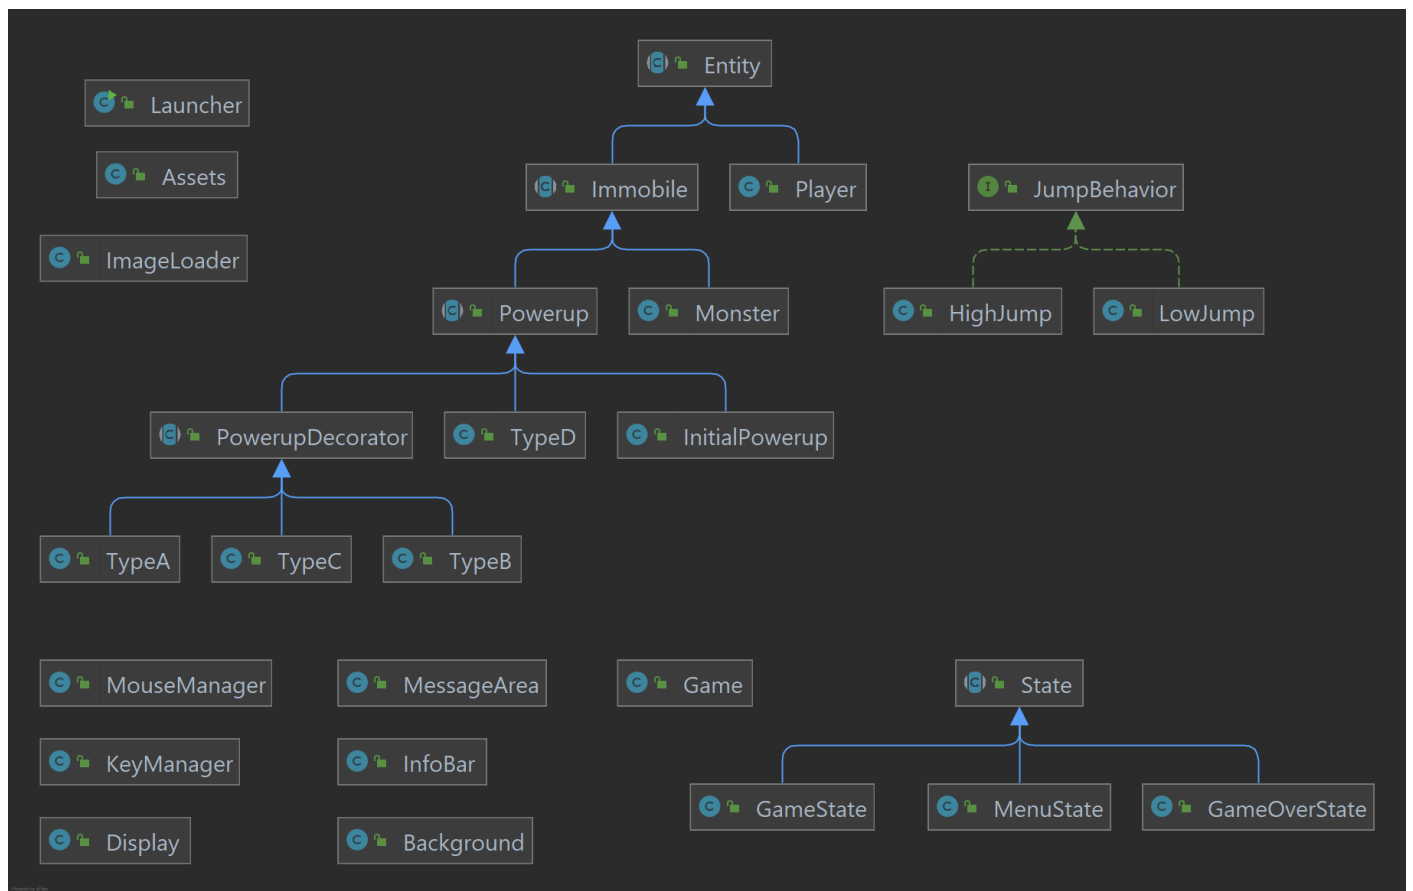 Entity
Launcher
Assets
Immobile
Player
JumpBehavior
ImageLoader
Powerup
Monster
HighJump
LowJump
PowerupDecorator
TypeD
InitialPowerup
TypeA
TypeC
TypeB
MouseManager
MessageArea
Game
State
KeyManager
InfoBar
GameState
MenuState
GameOverState
Display
Background